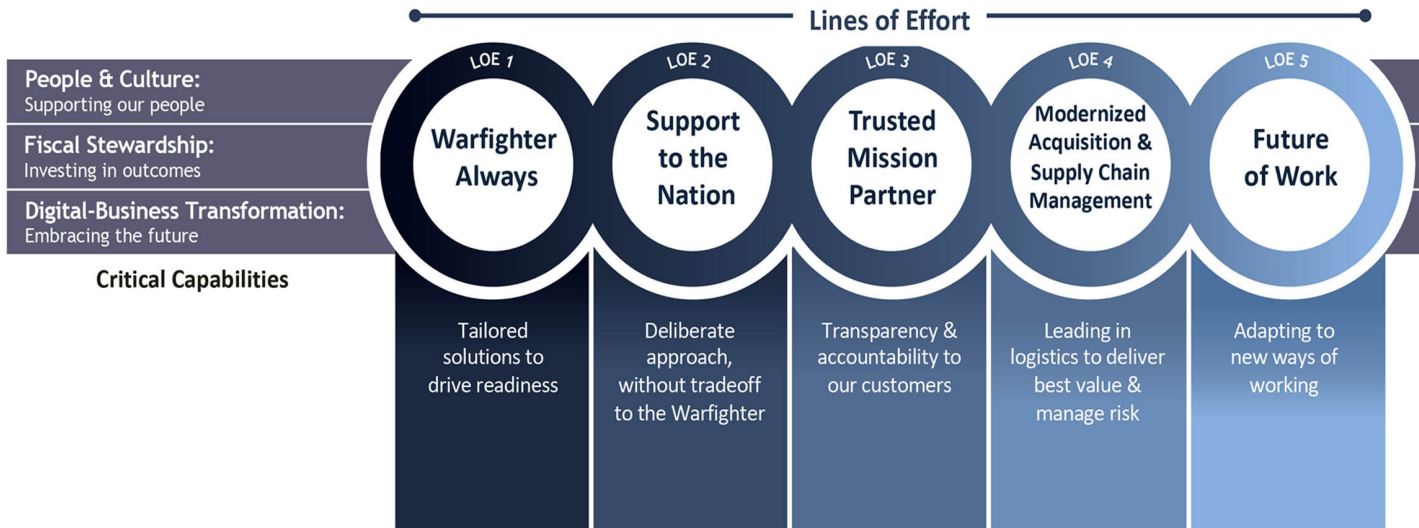 Lines of Effort
People & Culture:
Supporting our people
Fiscal Stewardship:
Investing in outcomes
Digital-Business Transformation:
Embracing the future
Critical Capabilities
LOE 1
Warfighter
Always
Tailored
solutions to
drive readiness
LOE 2
Support
to the
Nation
Deliberate
approach,
without tradeoff
to the Warfighter
LOE 3
Trusted
Mission
Partner
Transparency &
accountability to
our customers
LOE 4
Modernized
Acquisition &
Supply Chain
Management
Leading in
logistics to deliver
best value &
manage risk
LOE 5
Future
of Work
Adapting to
new ways of
working